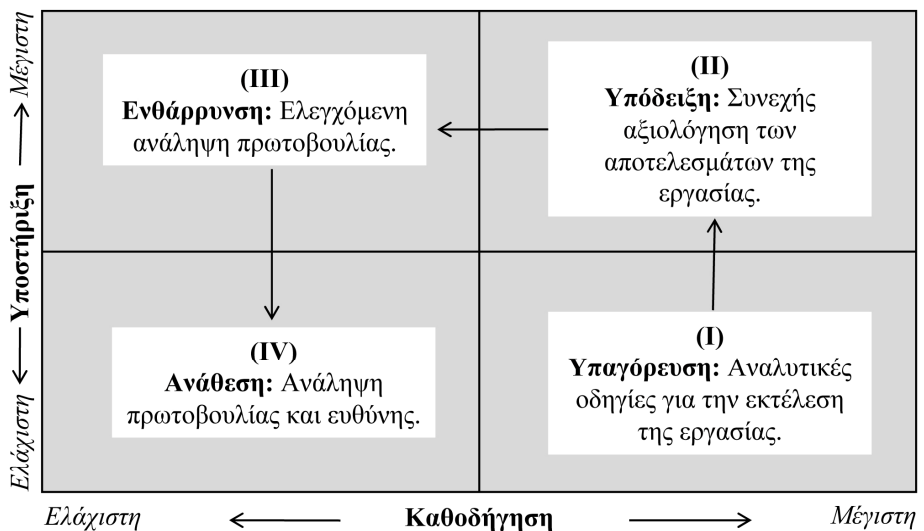 Μέγιστη
Υποστήριξη
Ελάχιστη
(III)
Ενθάρρυνση: Ελεγχόμενη
ανάληψη πρωτοβουλίας.
(II)
Υπόδειξη: Συνεχής
αξιολόγηση των
αποτελεσμάτων της
εργασίας.
(IV)
Ανάθεση: Ανάληψη
πρωτοβουλίας και ευθύνης.
(I)
Υπαγόρευση: Αναλυτικές
οδηγίες για την εκτέλεση
της εργασίας.
Ελάχιστη
Καθοδήγηση
Μέγιστη